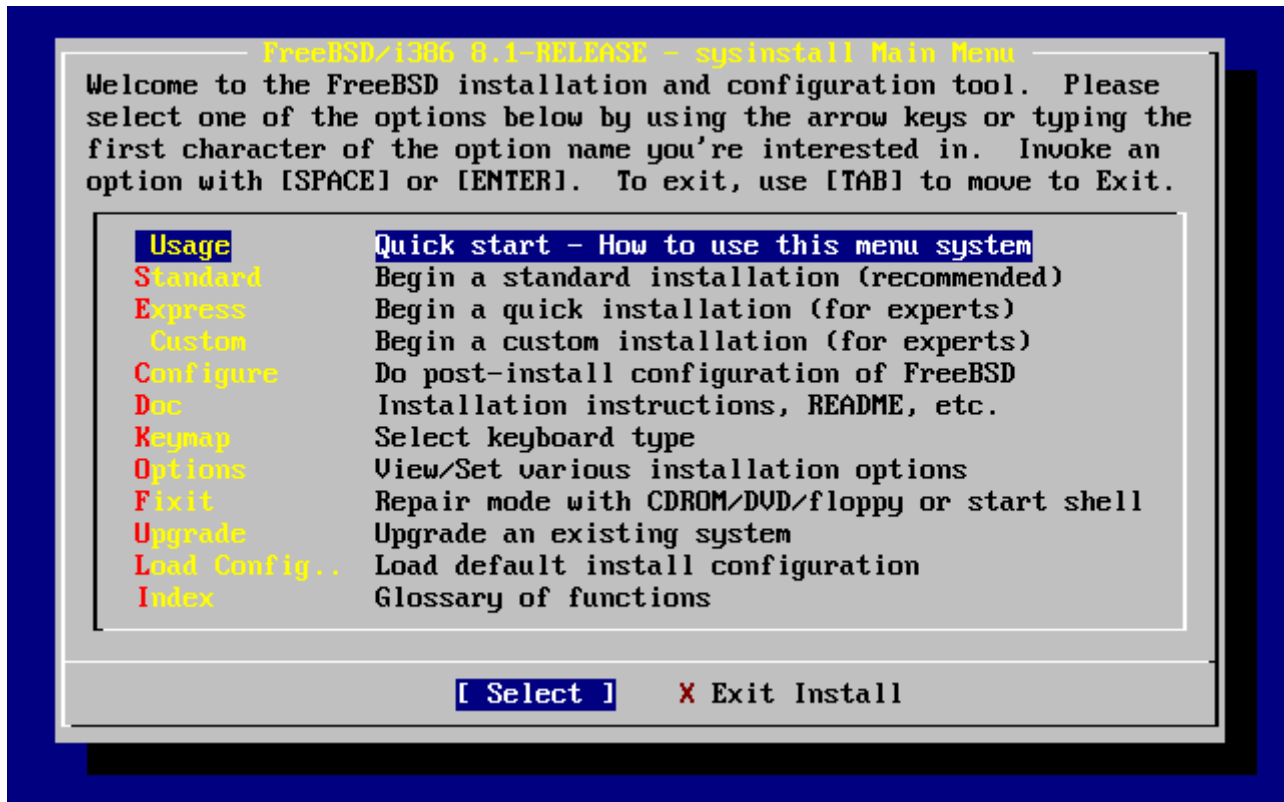 FreeBSD/i386 8.1-RELEASE - sysinstall Main Menu
Welcome to the FreeBSD installation and configuration tool.  Please
select one of the options below by using the arrow keys or typing the
first character of the option name you're interested in.  Invoke an
option with [SPACE] or [ENTER].  To exit, use [TAB] to move to Exit.
Usage Quick start - How to use this menu system
Standard Begin a standard installation (recommended)
Express Begin a quick installation (for experts)
Custom Begin a custom installation (for experts)
Configure Do post-install configuration of FreeBSD
Doc Installation instructions, README, etc.
Keymap Select keyboard type
Options View/Set various installation options
Fixit Repair mode with CDROM/DVD/floppy or start shell
Upgrade Upgrade an existing system
Load Config.. Load default install configuration
Index Glossary of functions
[ Select ] X Exit Install